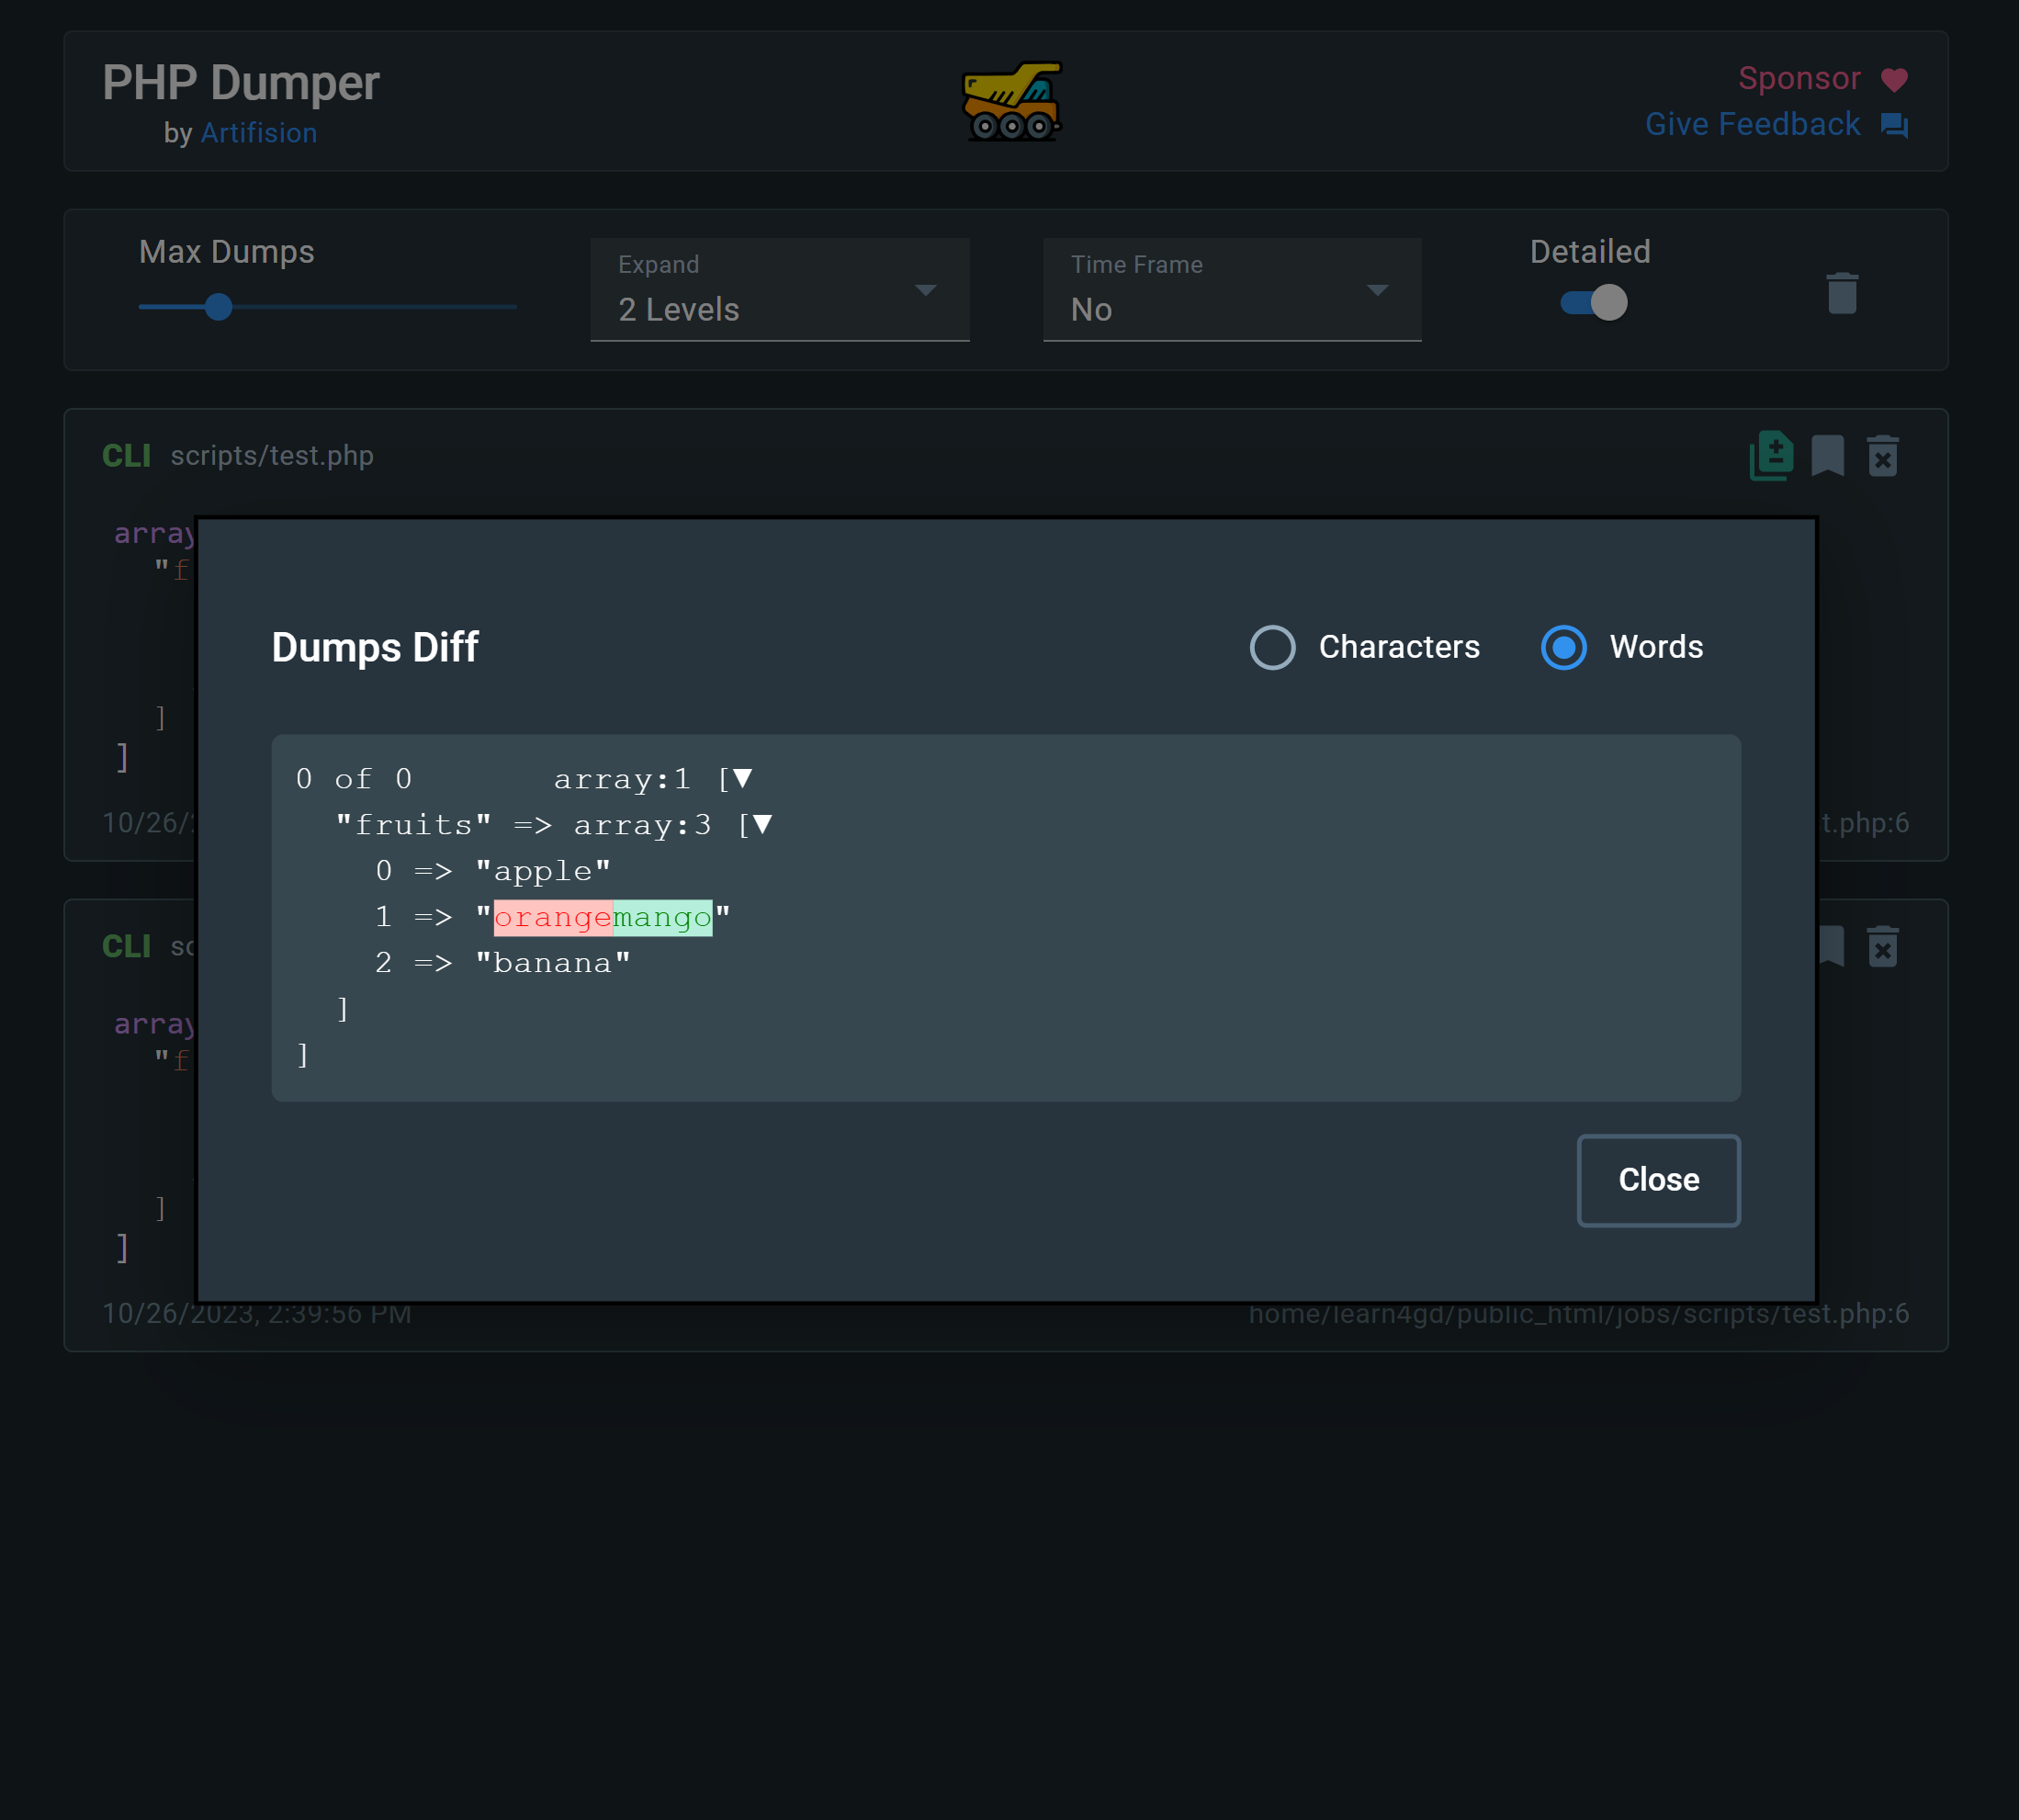 PHP Dumper
by Artifision
Sponsor
Give Feedback
Max Dumps
Expand
2 Levels
Time Frame
No
Detailed
CLI scripts/test.php
array
"f
]
]
10/26/
t.php:6
Dumps Diff
Characters
Words
0 of 0 array:1 [▼
"fruits" => array:3 [▼
0 => "apple"
1 => "orangemango"
2 => "banana"
]
]
Close
CLI sc
array
"f
]
]
10/26/2023, 2:39:56 PM
home/learn4gd/public_html/jobs/scripts/test.php:6